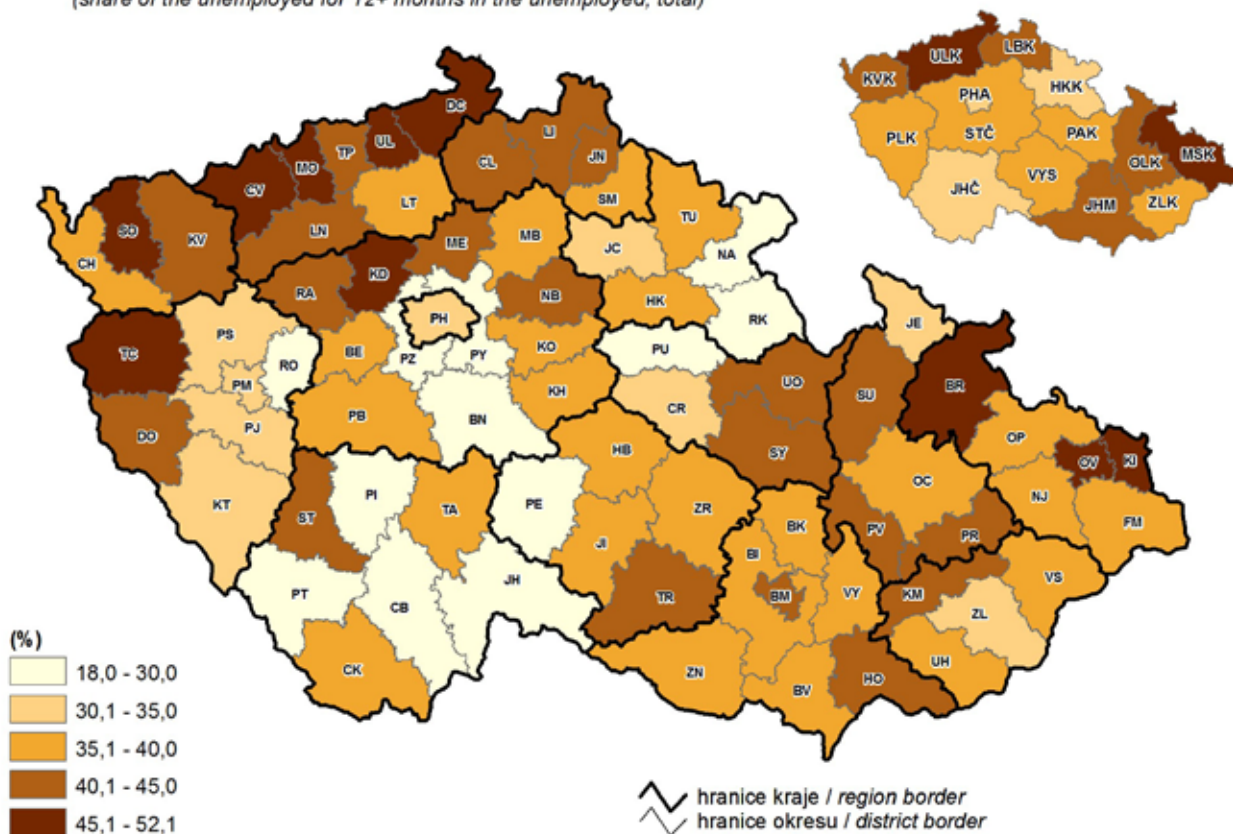 (share of the unemployed for 12+ months in the unemployed, total)
ULK
LBK
KVK
HKK
PHA
PLK
STČ
PAK
OLK
MSK
VYS
JHČ
JHM
ZLK
DC
UL
TP
MO
LI
CL
JN
CV
LT
SM
SO
KV
LN
TU
ME
MB
CH
JC
NA
KD
RA
NB
HK
PH
RK
JE
PS
TC
BE
KO
PU
RO
PZ
PY
PM
UO
SU
BR
KH
PB
CR
BN
PJ
DO
OP
HB
SY
OV
KI
OC
KT
PI
ST
TA
PE
ZR
NJ
FM
BK
PV
PR
JI
BI
VS
JH
PT
TR
BM
VY
KM
CB
ZL
CK
ZN
BV
HO
UH
(%)
18,0 - 30,0
30,1 - 35,0
35,1 - 40,0
40,1 - 45,0
45,1 - 52,1
hranice kraje / region border
hranice okresu / district border